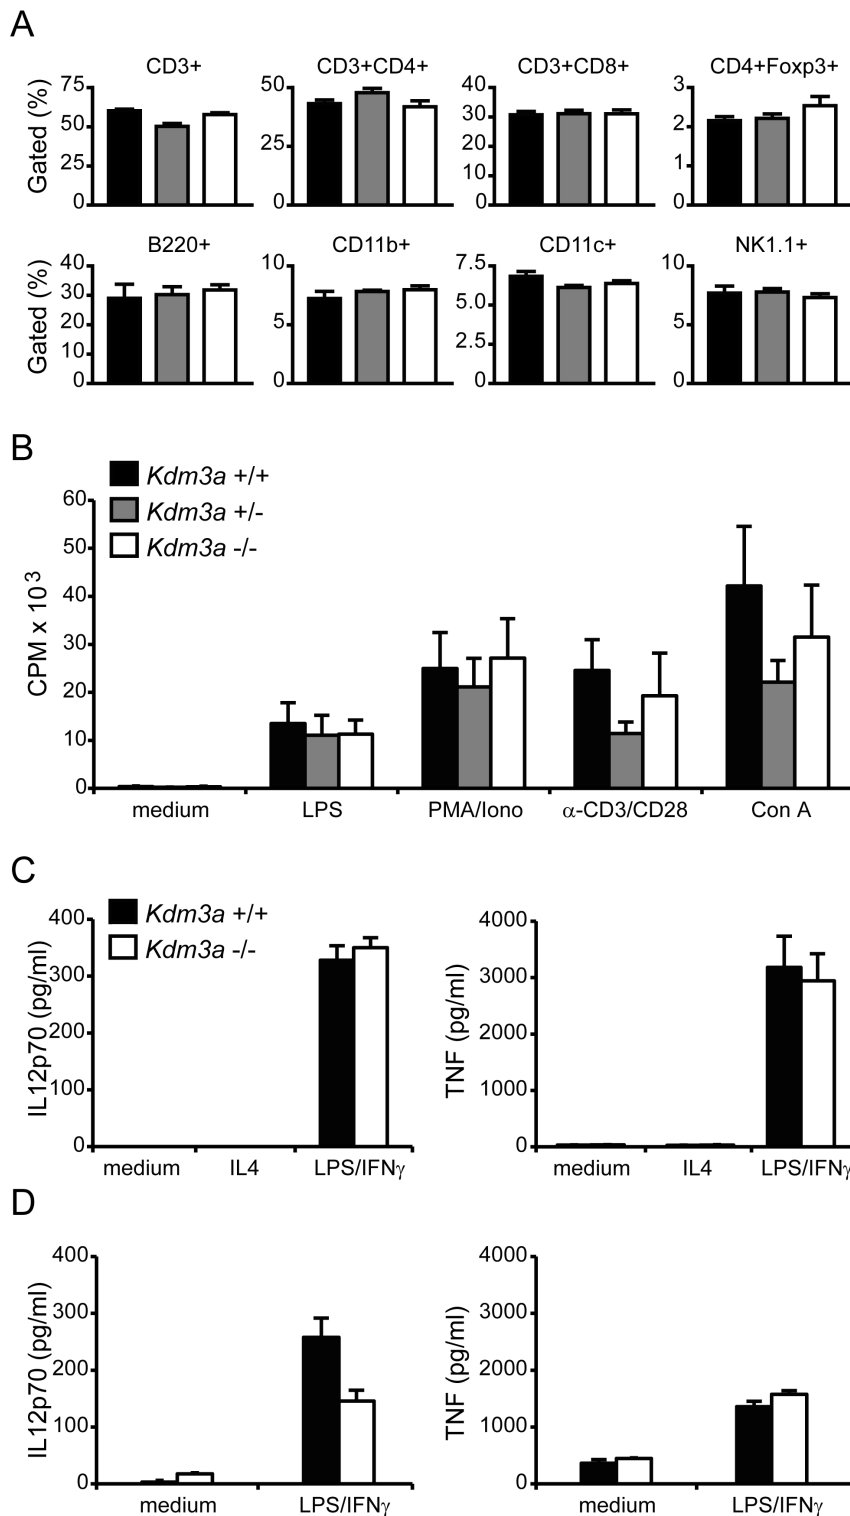 A
CD3+ CD3+CD4+ CD3+CD8+ CD4+Foxp3+
Gated (%)
75
50
25
0
50
25
0
40
30
20
10
0
3
2
1
0
B220+ CD11b+ CD11c+ NK1.1+
Gated (%)
40
30
20
10
0
10
5
0
7.5
5.0
2.5
0
10
5
0
B
Kdm3a +/+
Kdm3a +/-
Kdm3a -/-
CPM x 10³
60
50
40
30
20
10
0
medium LPS PMA/Iono α-CD3/CD28 Con A
C
Kdm3a +/+
Kdm3a -/-
IL12p70 (pg/ml)
400
300
200
100
0
medium IL4 LPS/IFNγ
TNF (pg/ml)
4000
3000
2000
1000
0
medium IL4 LPS/IFNγ
D
IL12p70 (pg/ml)
400
300
200
100
0
medium LPS/IFNγ
TNF (pg/ml)
4000
3000
2000
1000
0
medium LPS/IFNγ